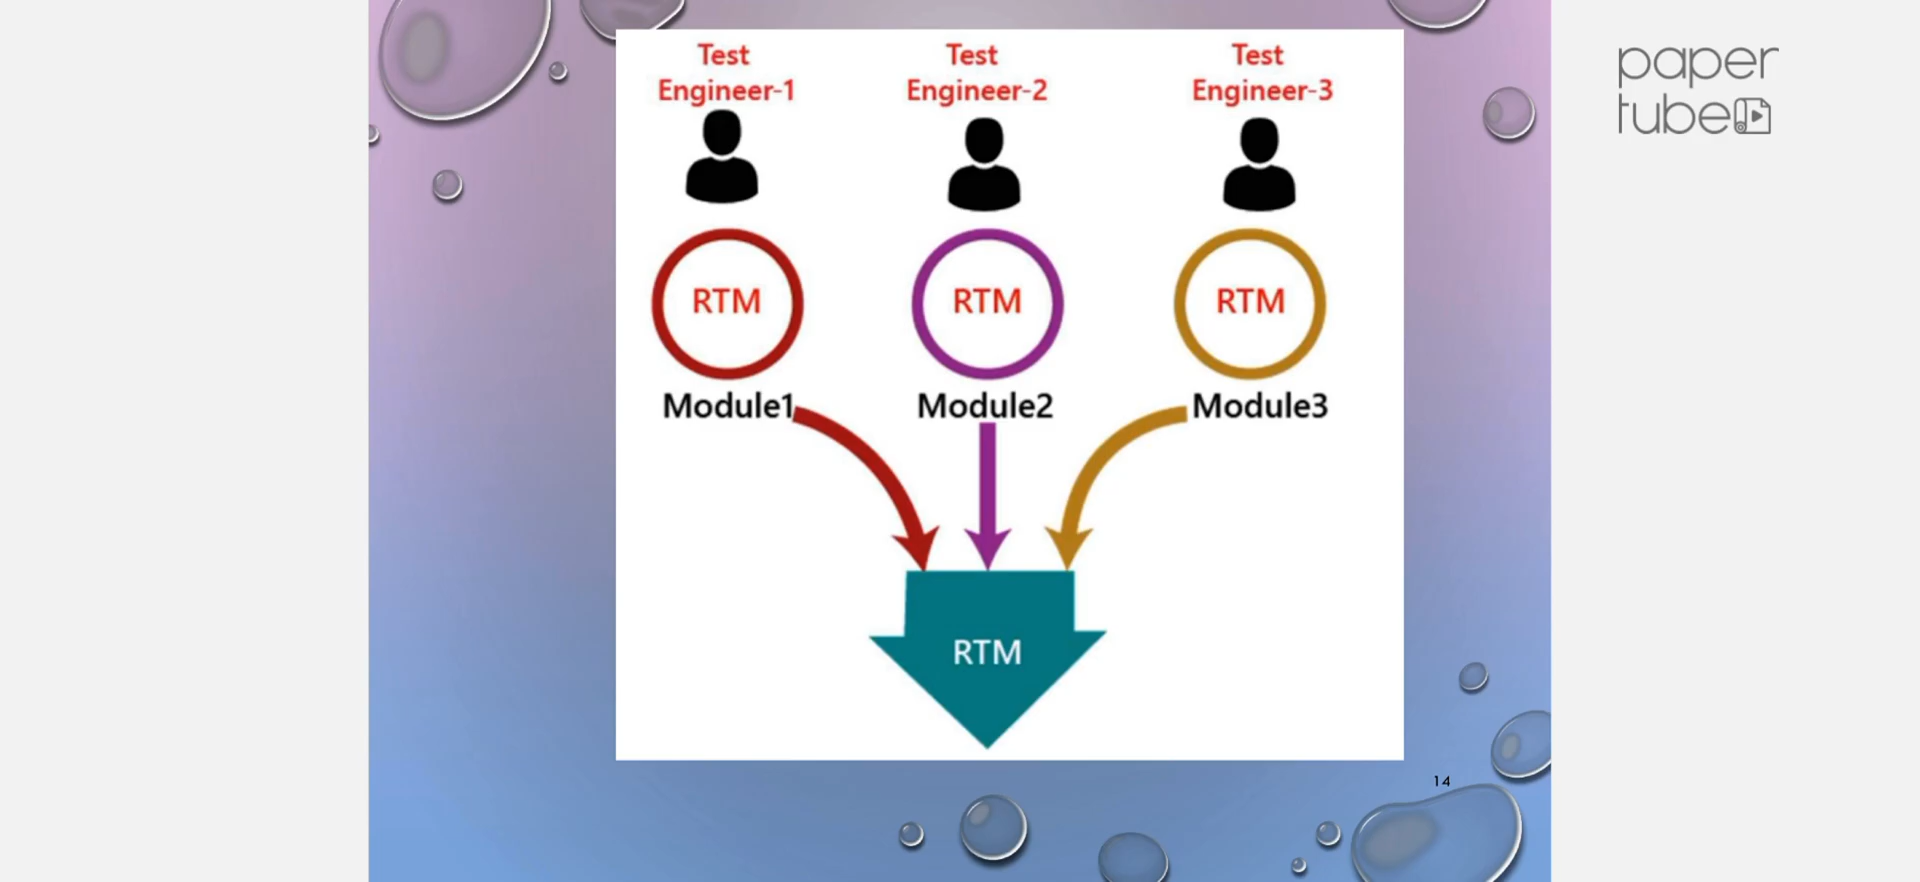 paper
tube
Test
Engineer-1
Test
Engineer-2
Test
Engineer-3
RTM
RTM
RTM
Module1
Module2
Module3
RTM
14